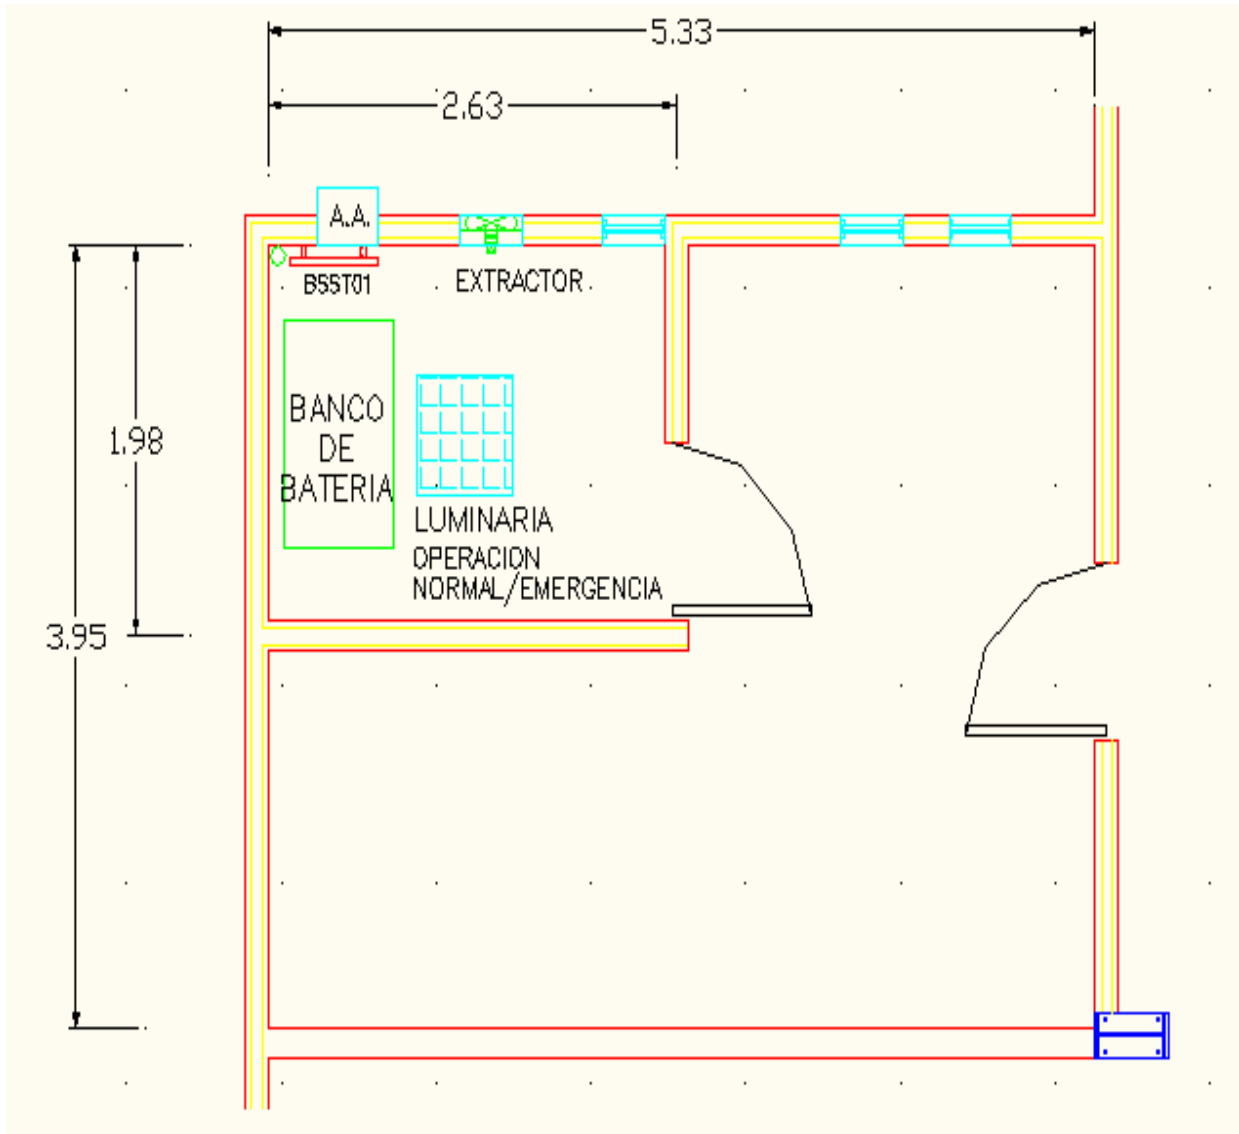 5.33
2.63
A.A.
BSST01
EXTRACTOR
BANCO
DE
BATERIA
1.98
LUMINARIA
OPERACION
NORMAL/EMERGENCIA
3.95